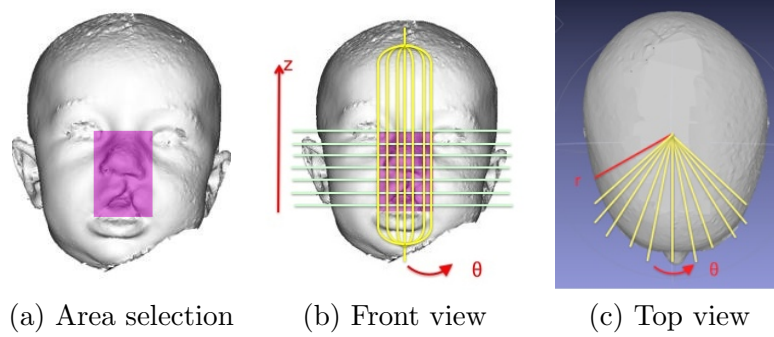 z
θ
r
θ
(a) Area selection
(b) Front view
(c) Top view